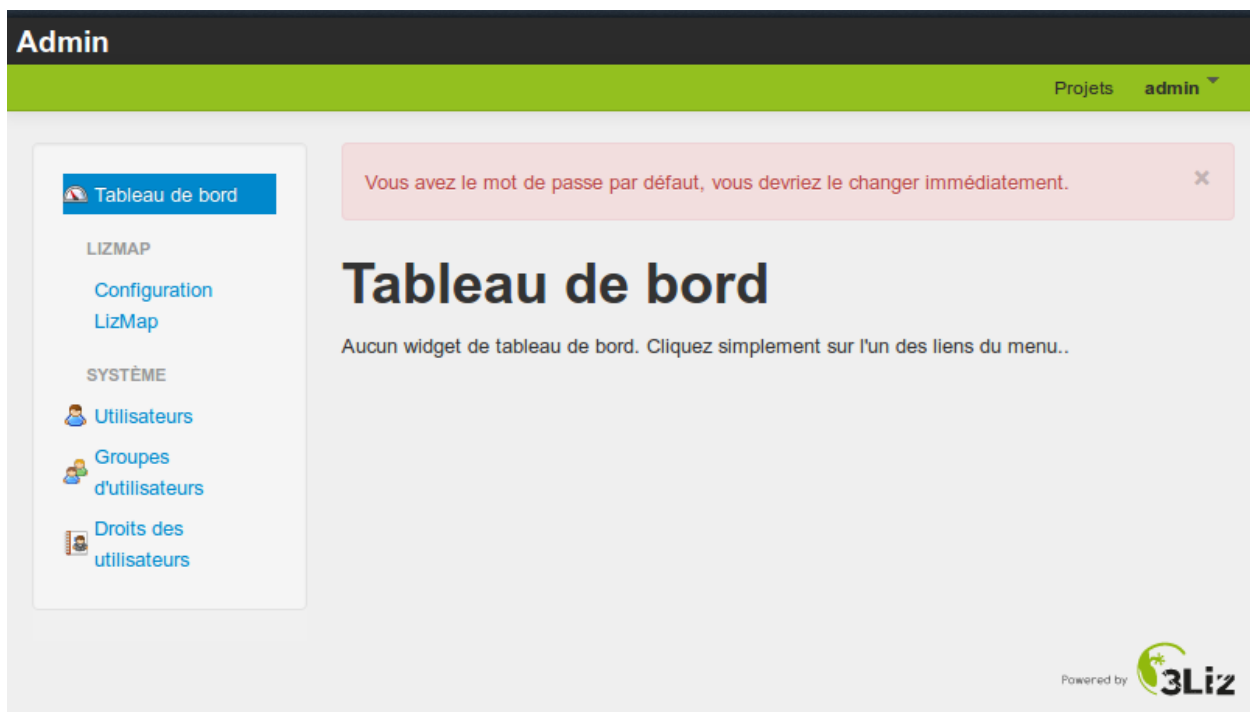 Admin
Projets admin
Tableau de bord
LIZMAP
Configuration
LizMap
SYSTÈME
Utilisateurs
Groupes
d'utilisateurs
Droits des
utilisateurs
Vous avez le mot de passe par défaut, vous devriez le changer immédiatement. ×
Tableau de bord
Aucun widget de tableau de bord. Cliquez simplement sur l'un des liens du menu..
Powered by 3Liz